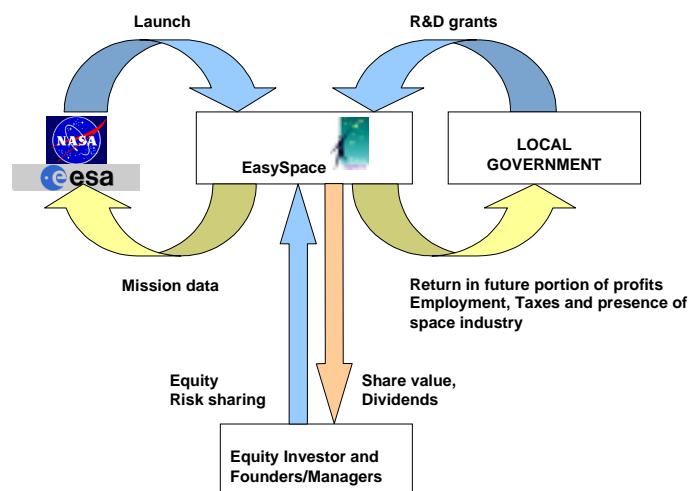 Launch
R&D grants
NASA
esa
EasySpace
LOCAL
GOVERNMENT
Mission data
Return in future portion of profits
Employment, Taxes and presence of
space industry
Equity
Risk sharing
Share value,
Dividends
Equity Investor and
Founders/Managers